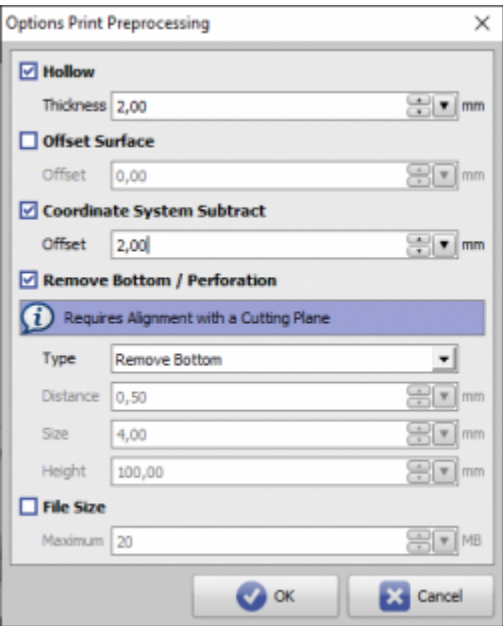 Options Print Preprocessing
Hollow
Thickness 2,00 mm
Offset Surface
Offset 0,00 mm
Coordinate System Subtract
Offset 2,00 mm
Remove Bottom / Perforation
i Requires Alignment with a Cutting Plane
Type Remove Bottom
Distance 0,50 mm
Size 4,00 mm
Height 100,00 mm
File Size
Maximum 20 MB
OK Cancel